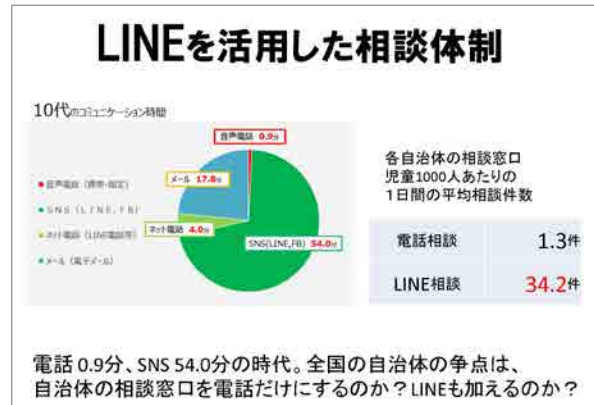 LINEを活用した相談体制
10代のコミュニケーション時間
音声電話 0.9分
メール 17.8分
ネット電話 4.0分
SNS(LINE,FB) 54.0分
● 音声電話（携帯・固定）
● SNS（LINE,FB）
● ネット電話（LINE電話等）
● メール（電子メール）
各自治体の相談窓口
児童1000人あたりの
1日間の平均相談件数
電話相談 1.3件
LINE相談 34.2件
電話 0.9分、SNS 54.0分の時代。全国の自治体の争点は、
自治体の相談窓口を電話だけにするのか？LINEも加えるのか？